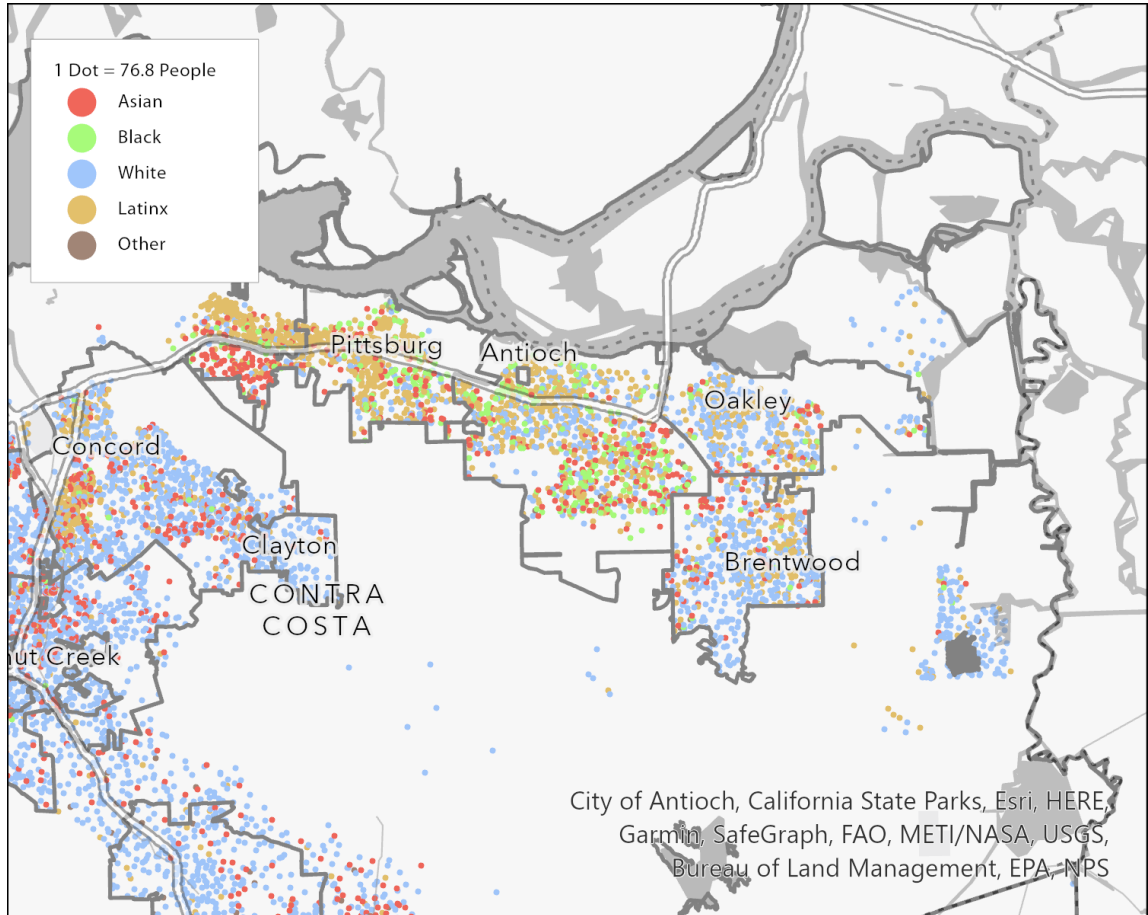 1 Dot = 76.8 People
Asian
Black
White
Latinx
Other
Pittsburg
Antioch
Oakley
Concord
Clayton
Brentwood
CONTRA
COSTA
nut Creek
City of Antioch, California State Parks, Esri, HERE,
Garmin, SafeGraph, FAO, METI/NASA, USGS,
Bureau of Land Management, EPA, NPS